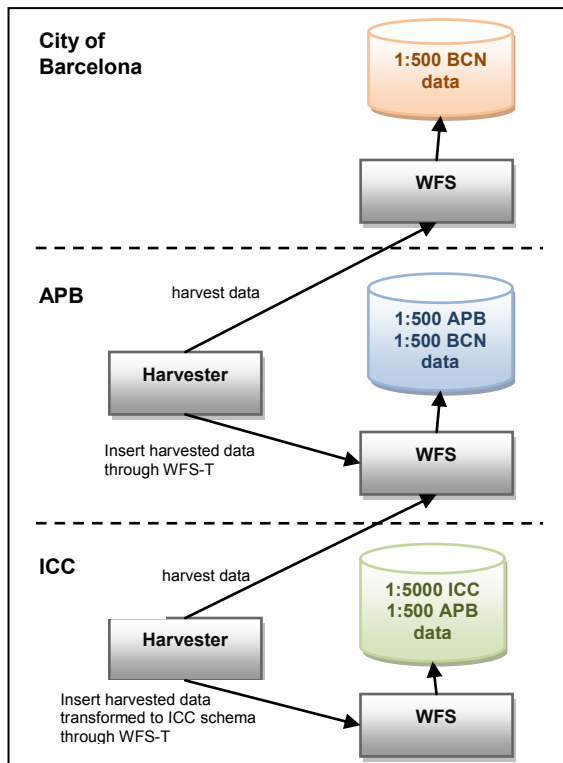 City of
Barcelona
1:500 BCN
data
WFS
APB
harvest data
1:500 APB
1:500 BCN
data
Harvester
Insert harvested data
through WFS-T
WFS
ICC
harvest data
1:5000 ICC
1:500 APB
data
Harvester
Insert harvested data
transformed to ICC schema
through WFS-T
WFS